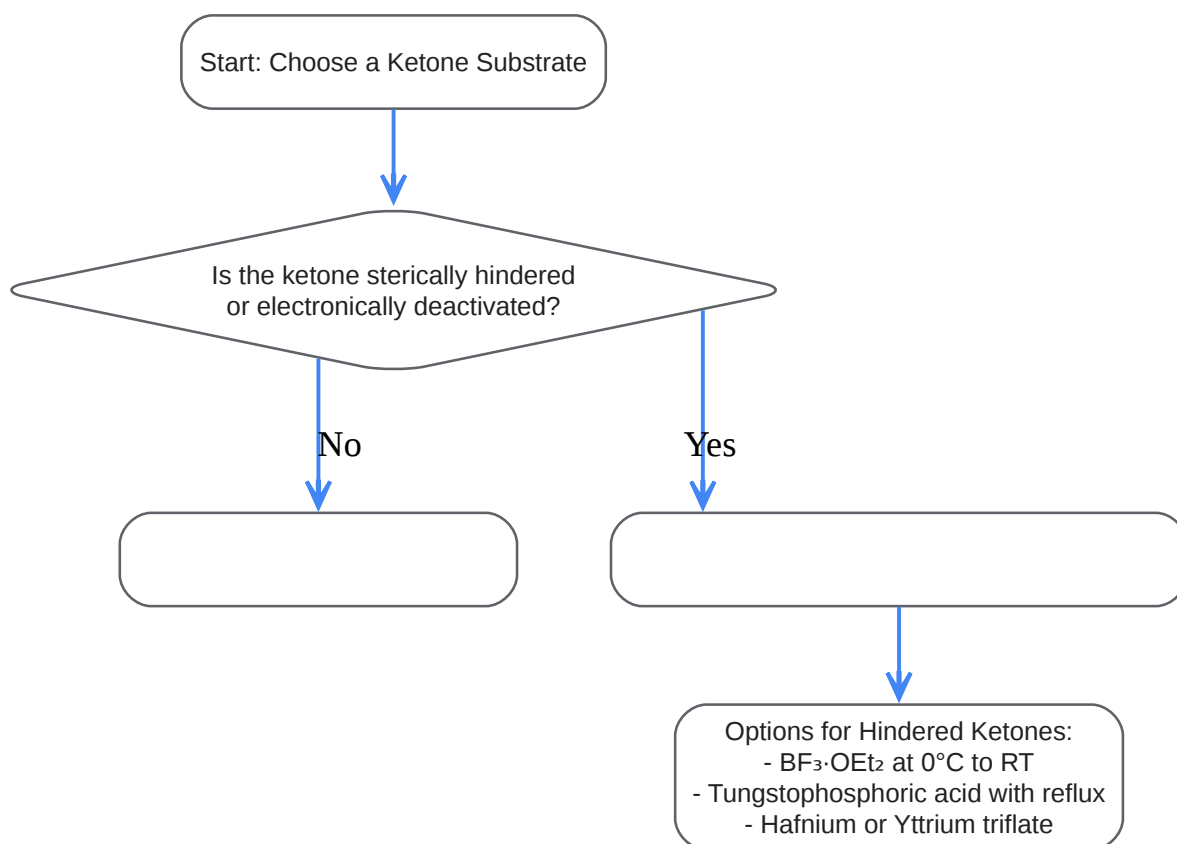 Start: Choose a Ketone Substrate
Is the ketone sterically hindered
or electronically deactivated?
No
Yes
Options for Hindered Ketones:
- BF₃·OEt₂ at 0°C to RT
- Tungstophosphoric acid with reflux
- Hafnium or Yttrium triflate